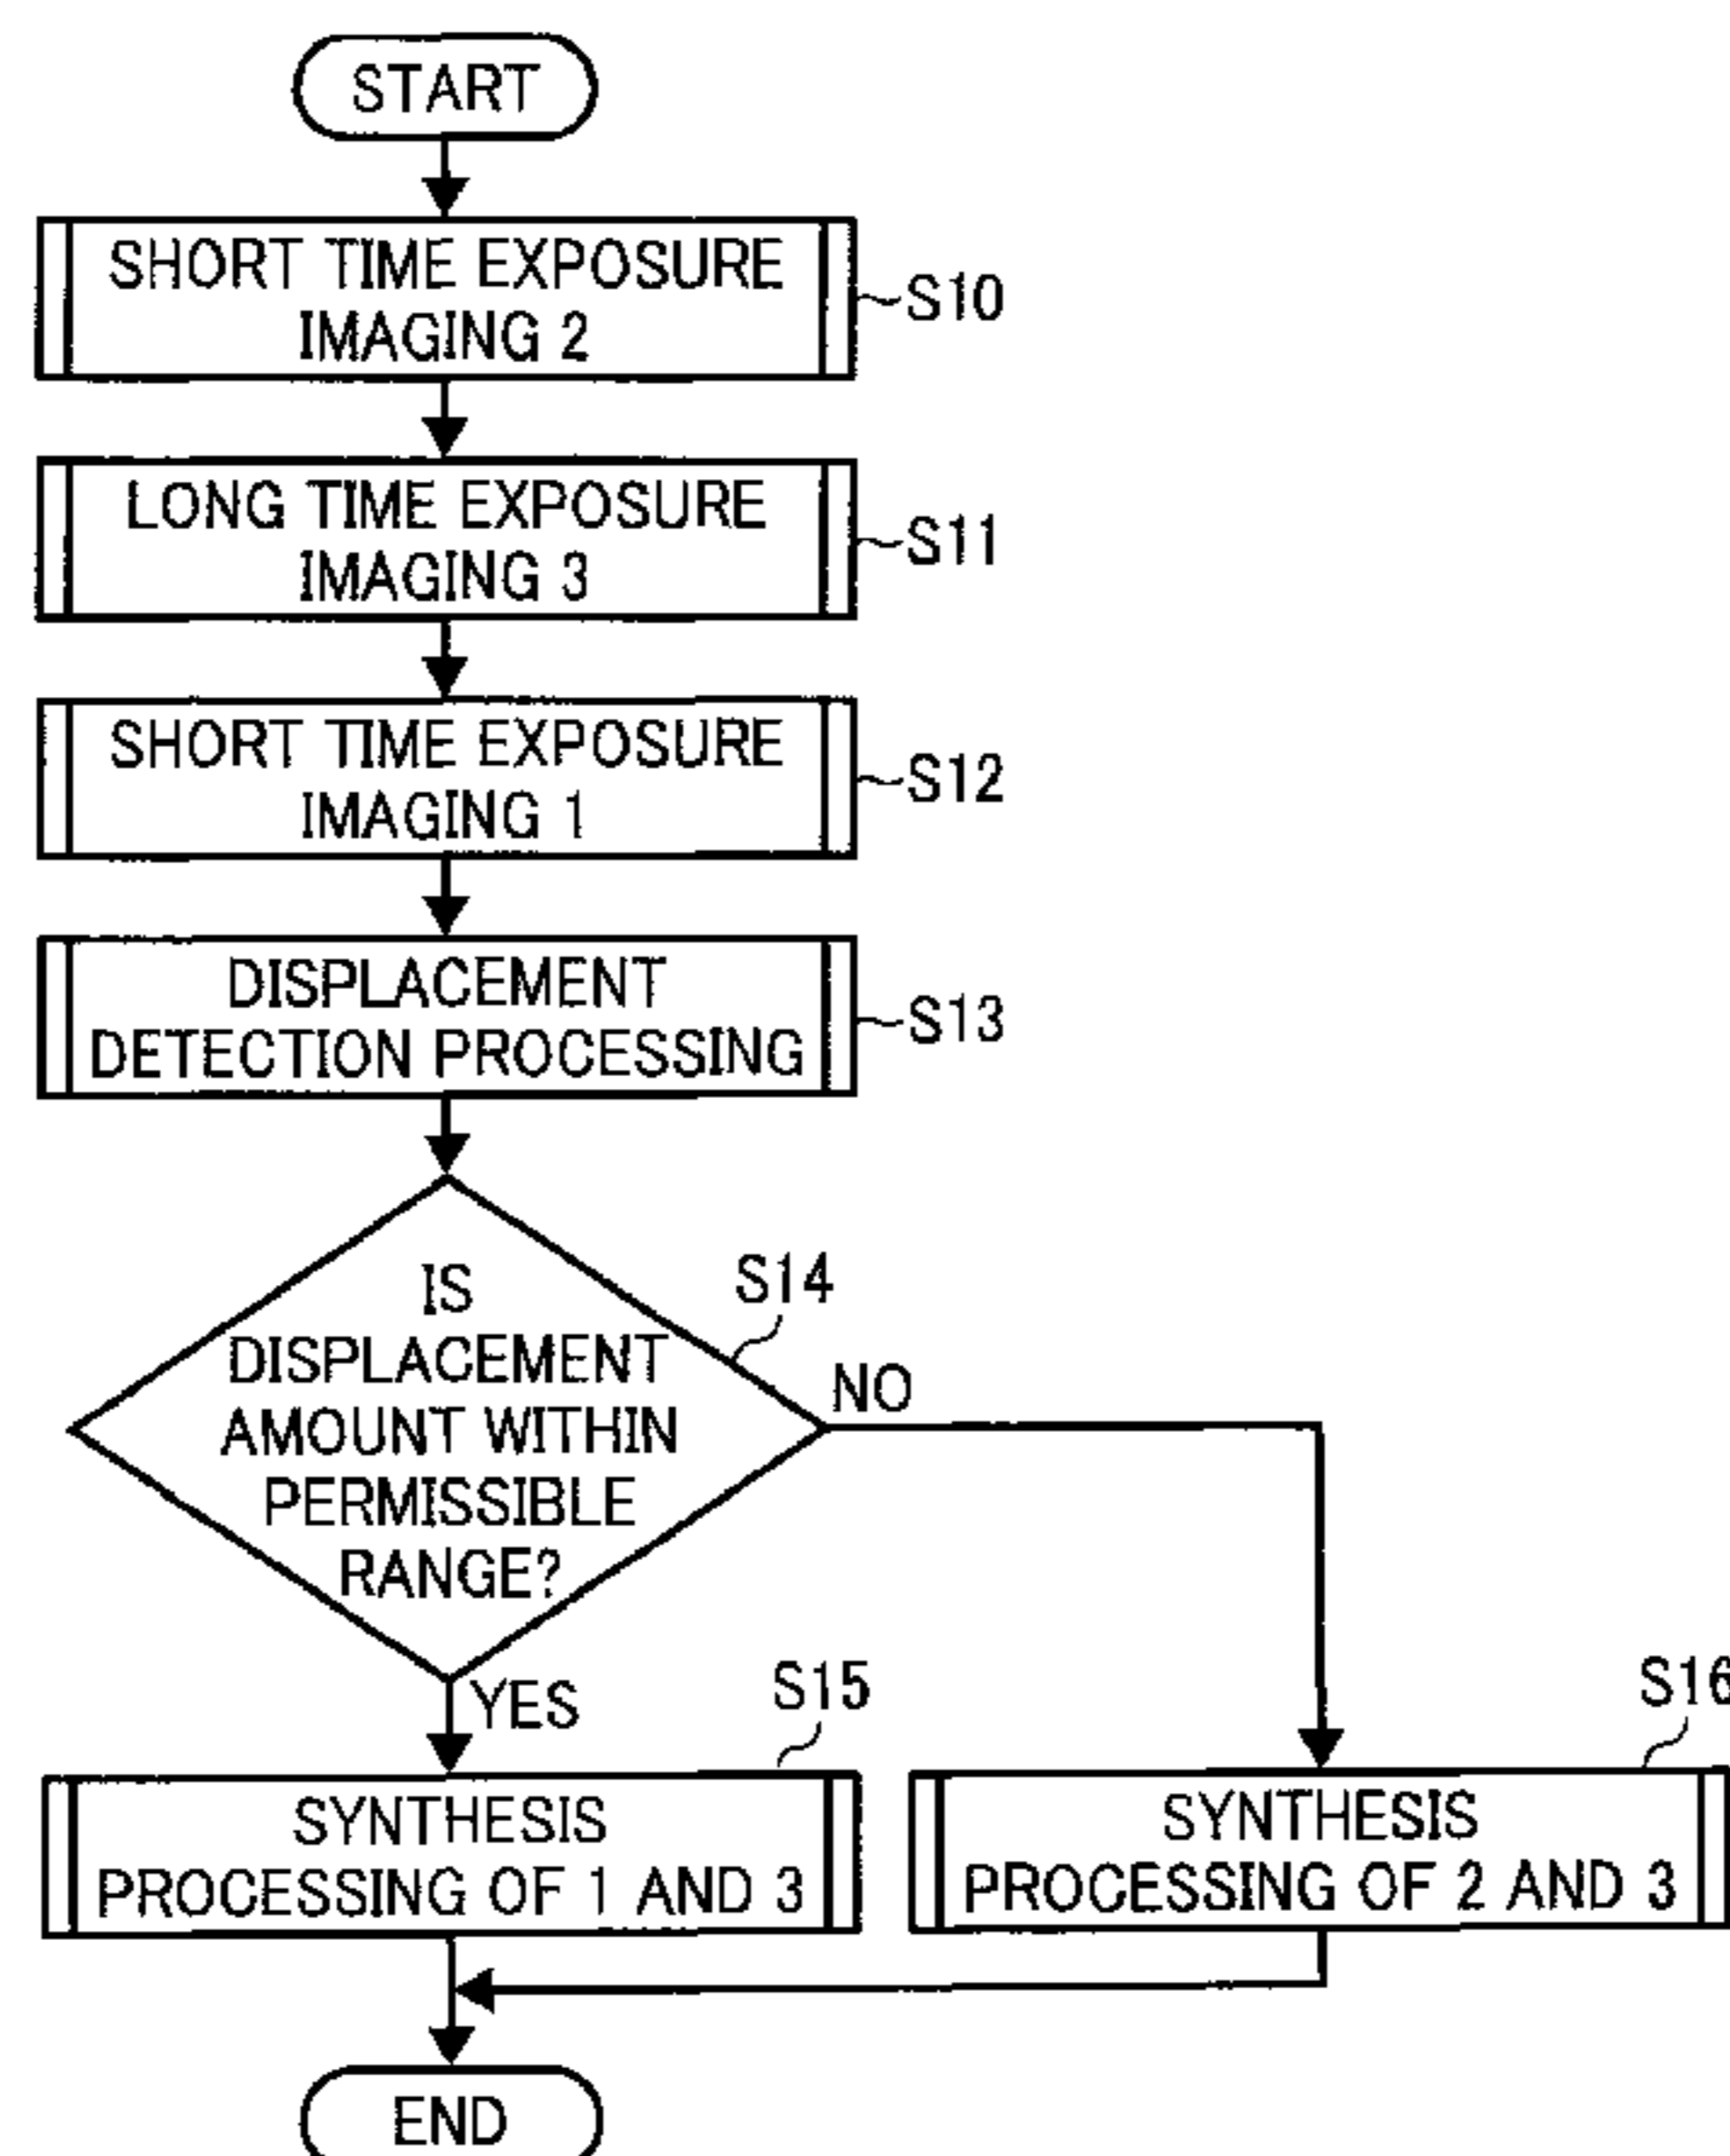 START
SHORT TIME EXPOSURE
IMAGING 2
S10
LONG TIME EXPOSURE
IMAGING 3
S11
SHORT TIME EXPOSURE
IMAGING 1
S12
DISPLACEMENT
DETECTION PROCESSING
S13
IS
DISPLACEMENT
AMOUNT WITHIN
PERMISSIBLE
RANGE?
S14
NO
YES
S15
SYNTHESIS
PROCESSING OF 1 AND 3
S16
SYNTHESIS
PROCESSING OF 2 AND 3
END